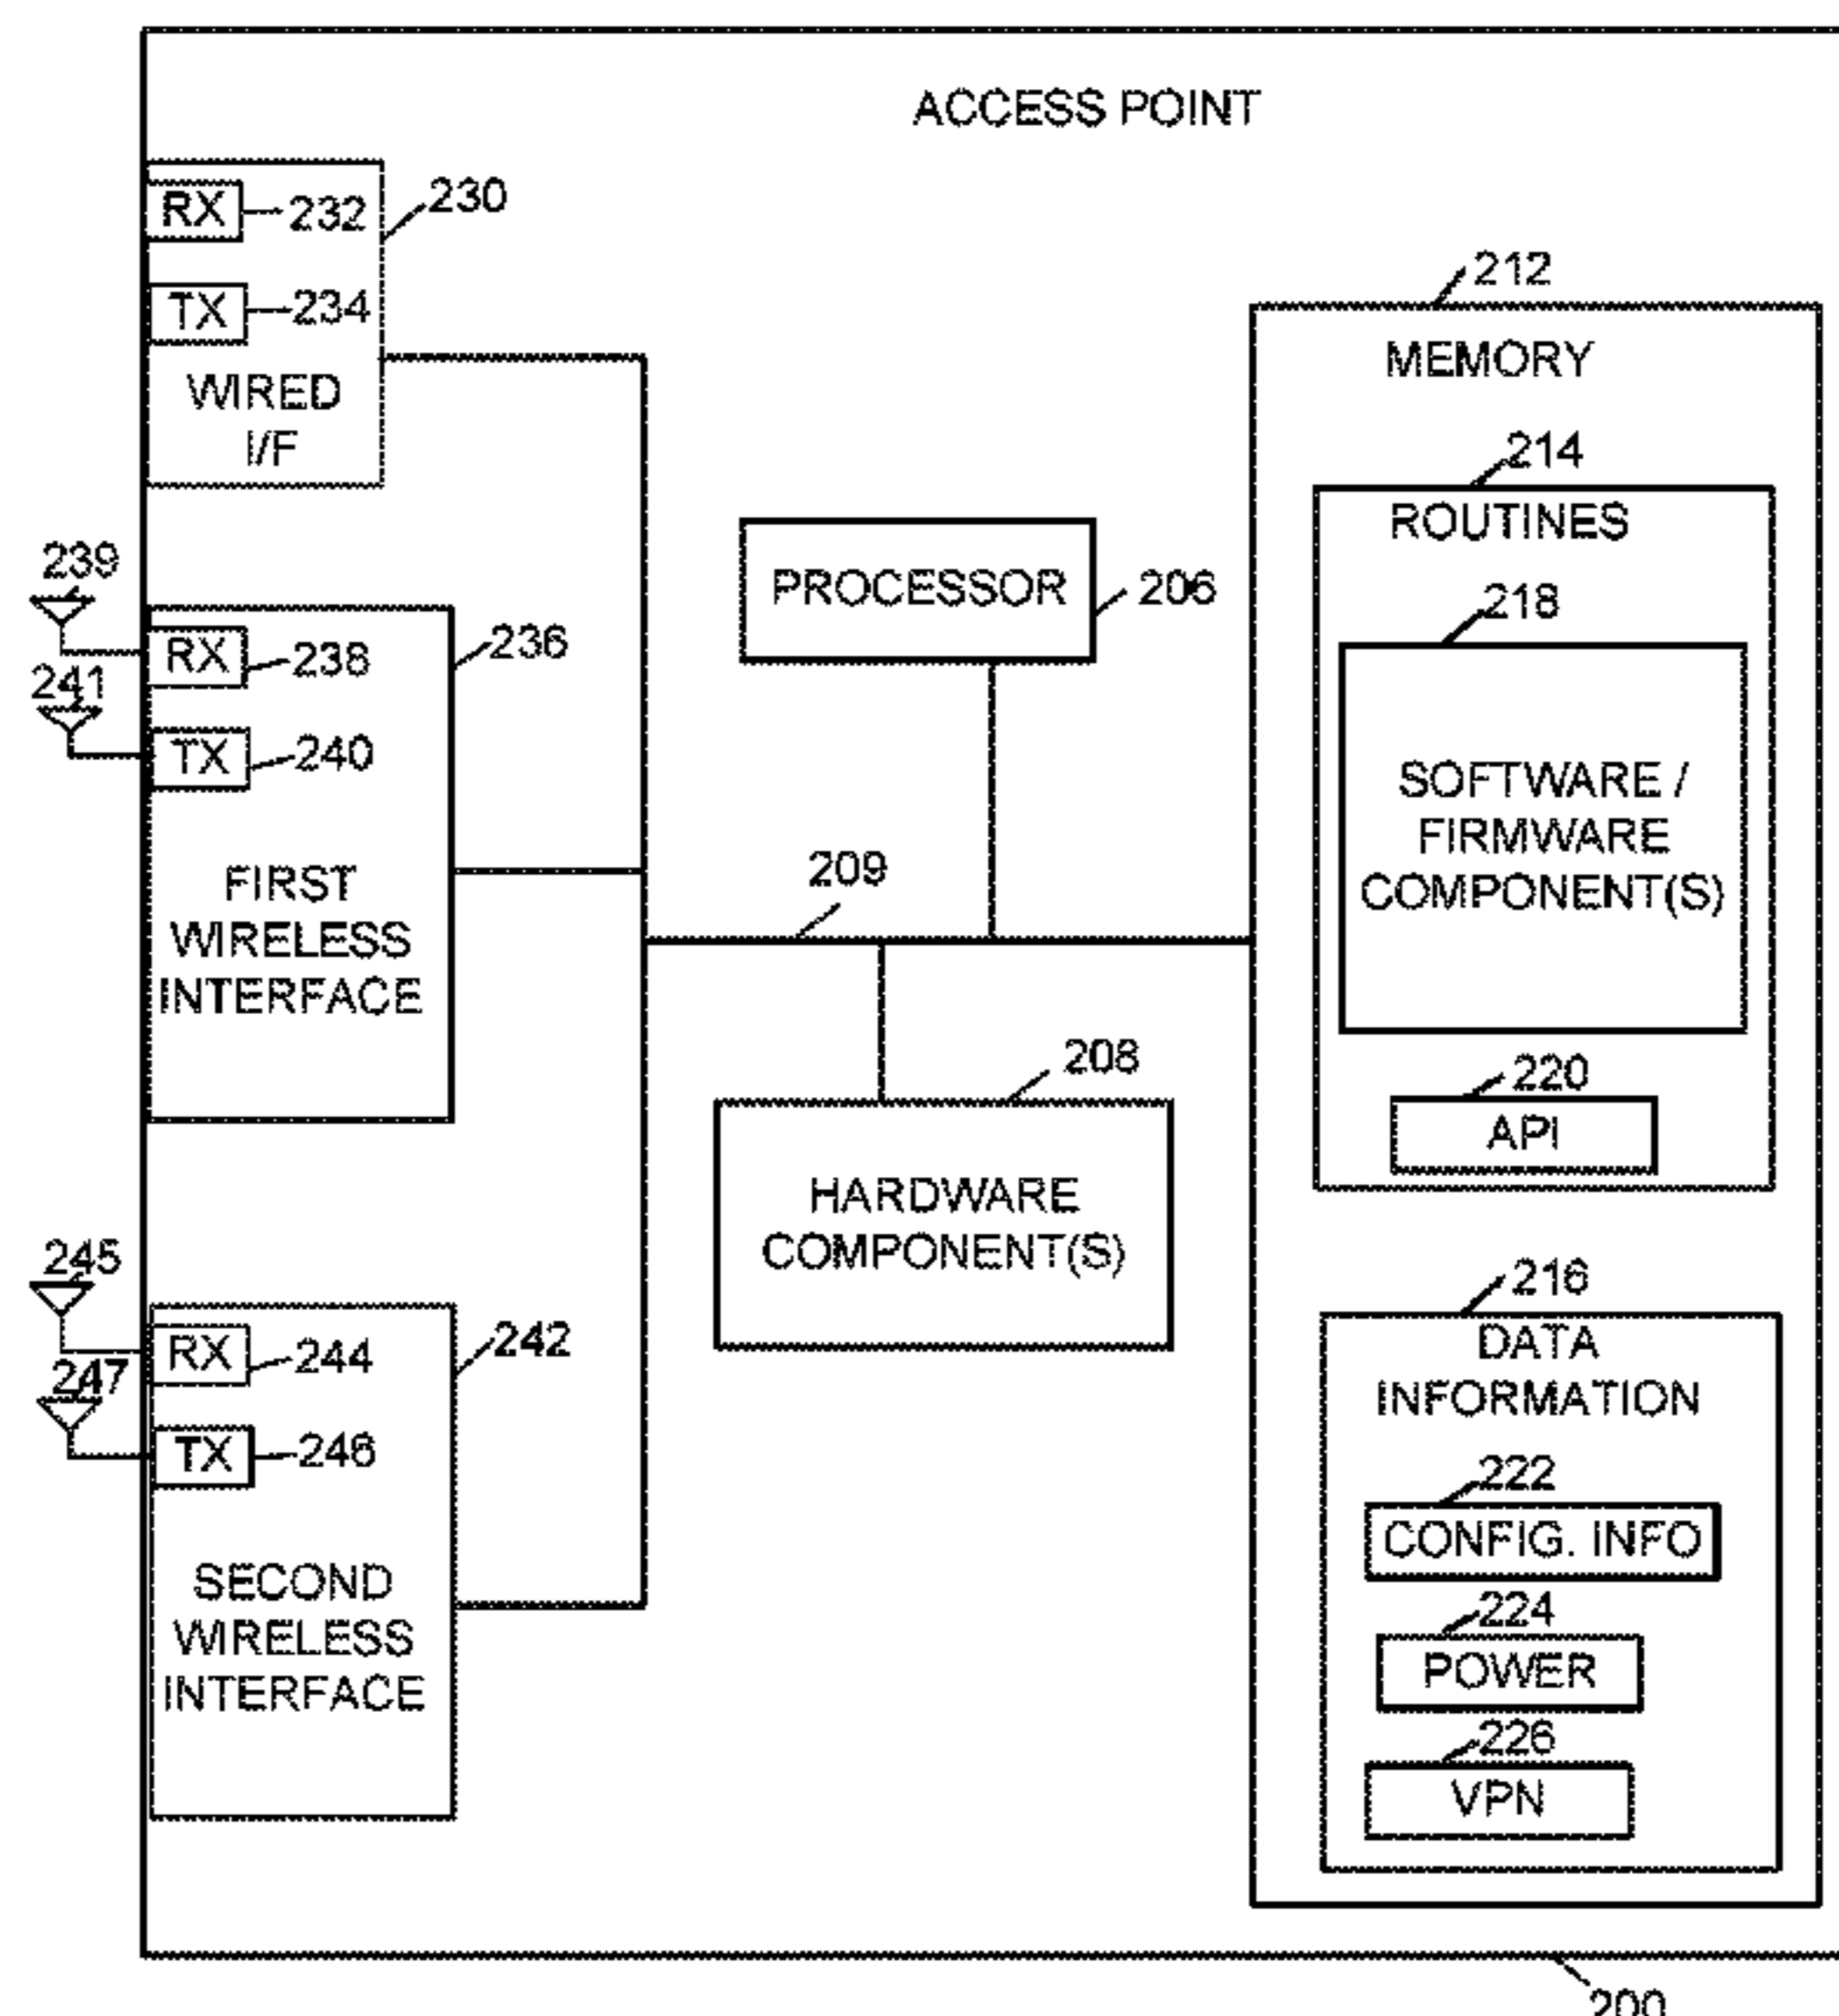 ACCESS POINT
RX
232
230
TX
234
WIRED
I/F
239
RX
238
236
241
TX
240
FIRST
WIRELESS
INTERFACE
245
RX
244
242
247
TX
246
SECOND
WIRELESS
INTERFACE
PROCESSOR
206
209
208
HARDWARE
COMPONENT(S)
212
MEMORY
214
ROUTINES
218
SOFTWARE /
FIRMWARE
COMPONENT(S)
220
API
216
DATA
INFORMATION
222
CONFIG. INFO
224
POWER
226
VPN
200